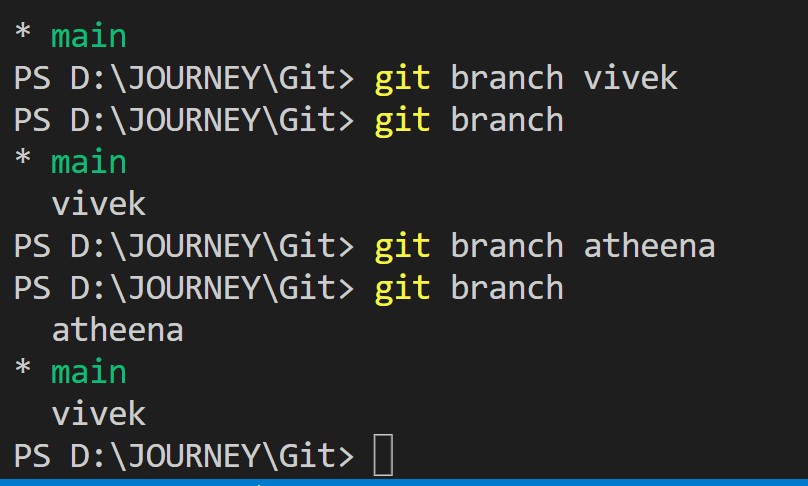 * main
PS D:\JOURNEY\Git> git branch vivek
PS D:\JOURNEY\Git> git branch
* main
  vivek
PS D:\JOURNEY\Git> git branch atheena
PS D:\JOURNEY\Git> git branch
  atheena
* main
  vivek
PS D:\JOURNEY\Git>